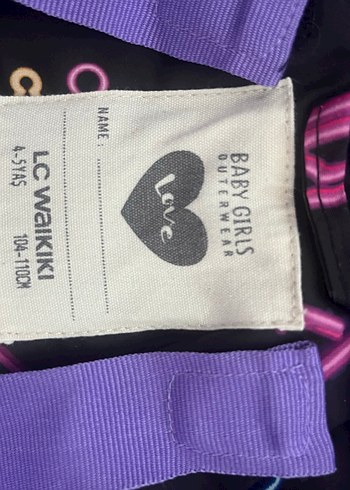 BABY GIRLS
OUTERWEAR
Love
NAME:
LC WAIKIKI
4-5YAŞ 104-110CM